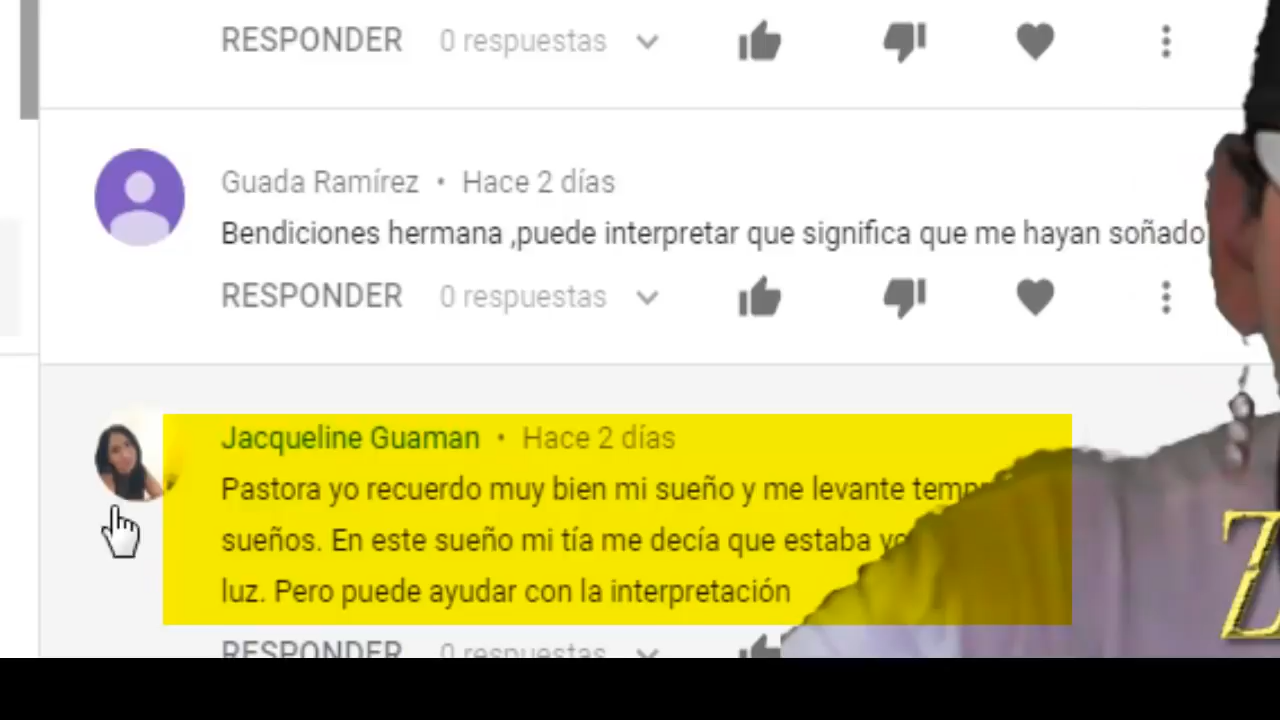 RESPONDER 0 respuestas
Guada Ramírez • Hace 2 días
Bendiciones hermana ,puede interpretar que significa que me hayan soñado
RESPONDER 0 respuestas
Jacqueline Guaman • Hace 2 días
Pastora yo recuerdo muy bien mi sueño y me levante
sueños. En este sueño mi tía me decía que estaba
luz. Pero puede ayudar con la interpretación
RESPONDER 0 respuestas
Z